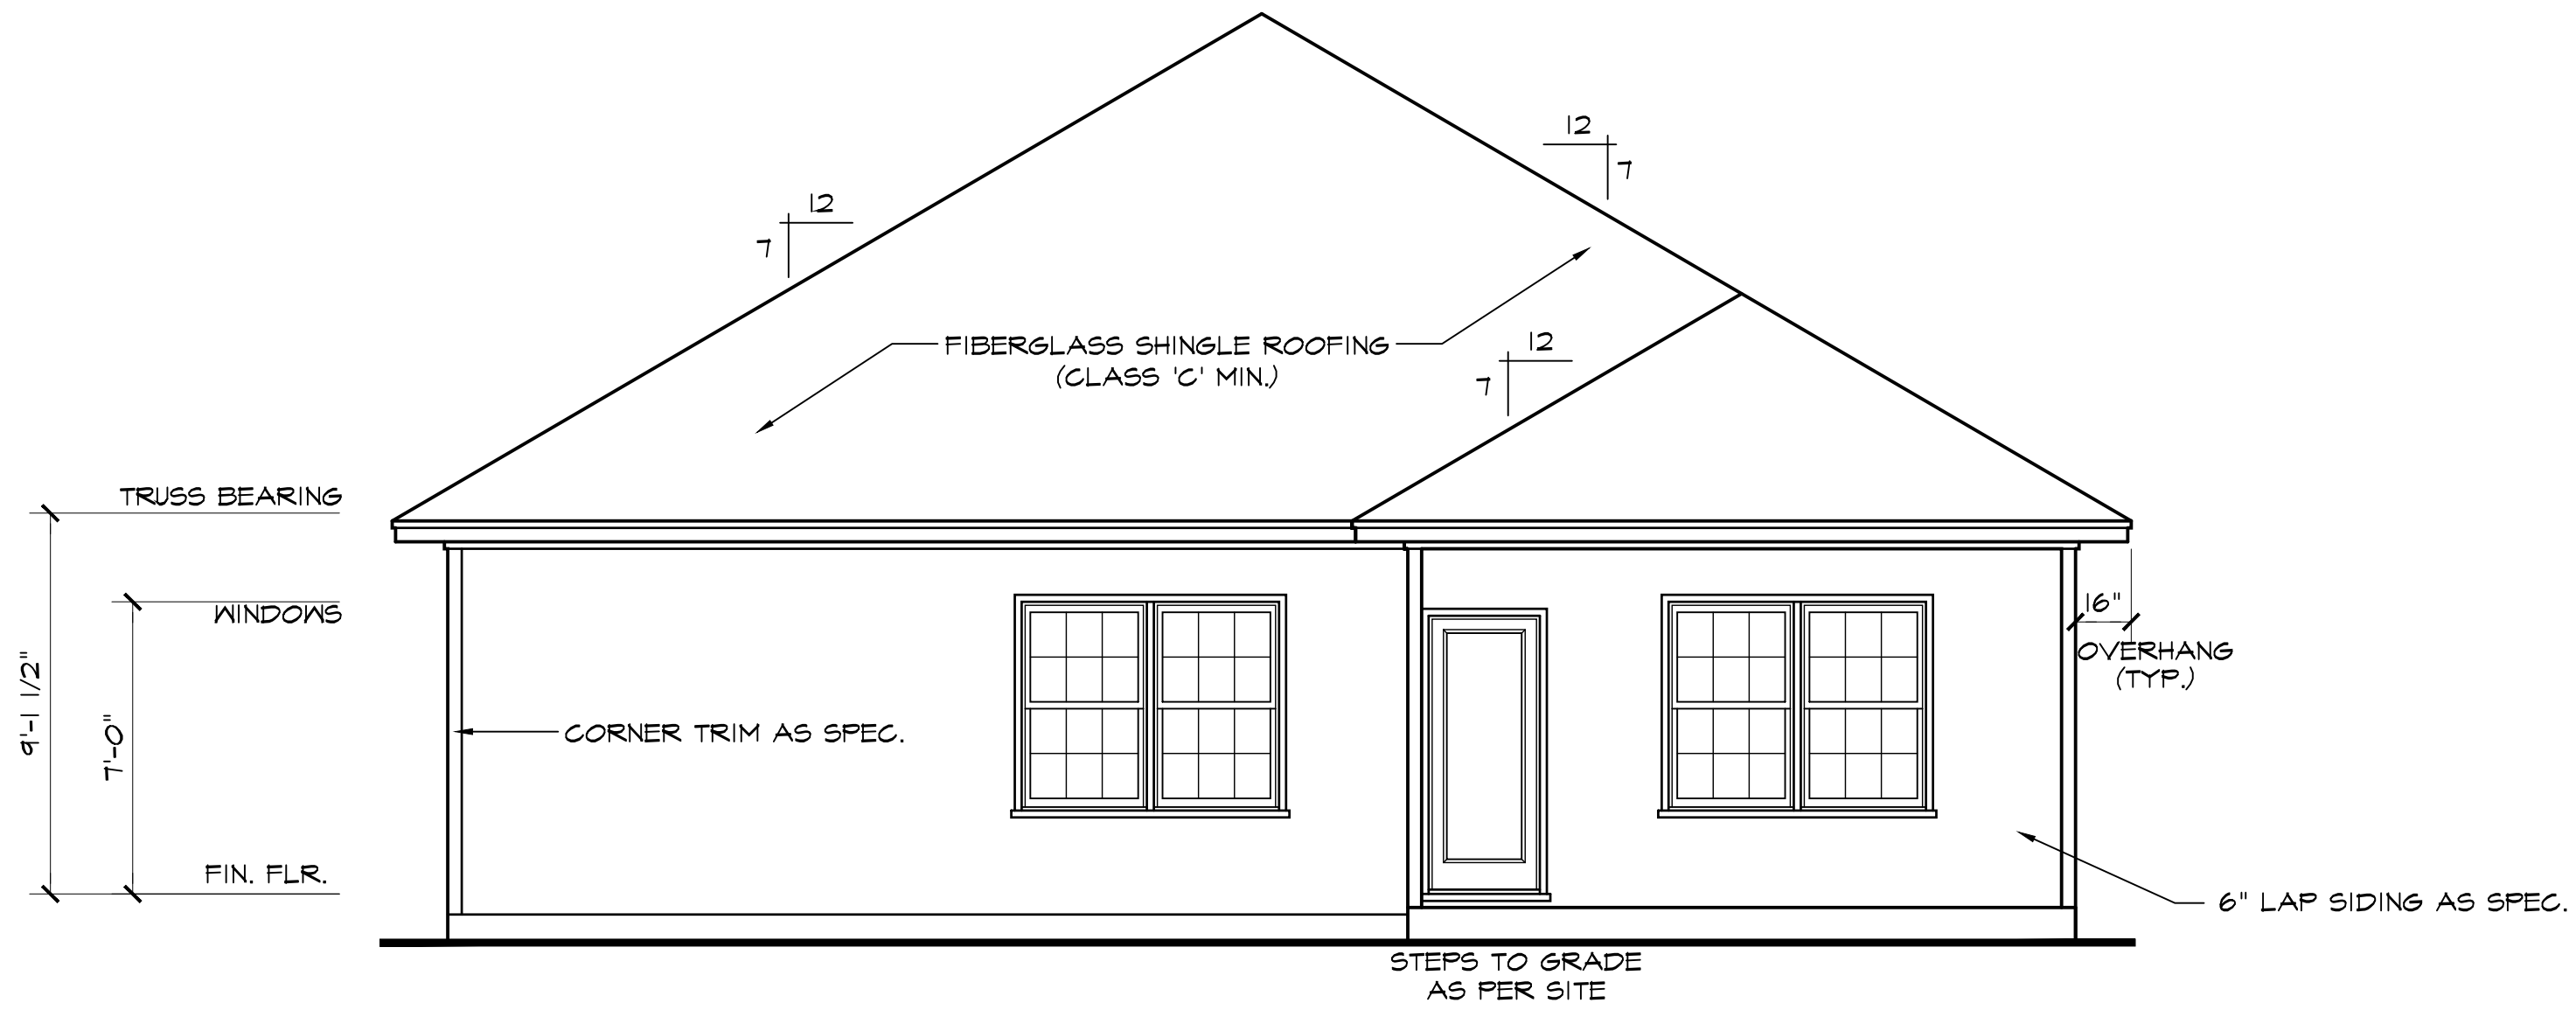 12
7
12
7
FIBERGLASS SHINGLE ROOFING
(CLASS 'C' MIN.)
12
7
TRUSS BEARING
WINDOWS
9'-1 1/2"
7'-0"
FIN. FLR.
CORNER TRIM AS SPEC.
16"
OVERHANG
(TYP.)
6" LAP SIDING AS SPEC.
STEPS TO GRADE
AS PER SITE